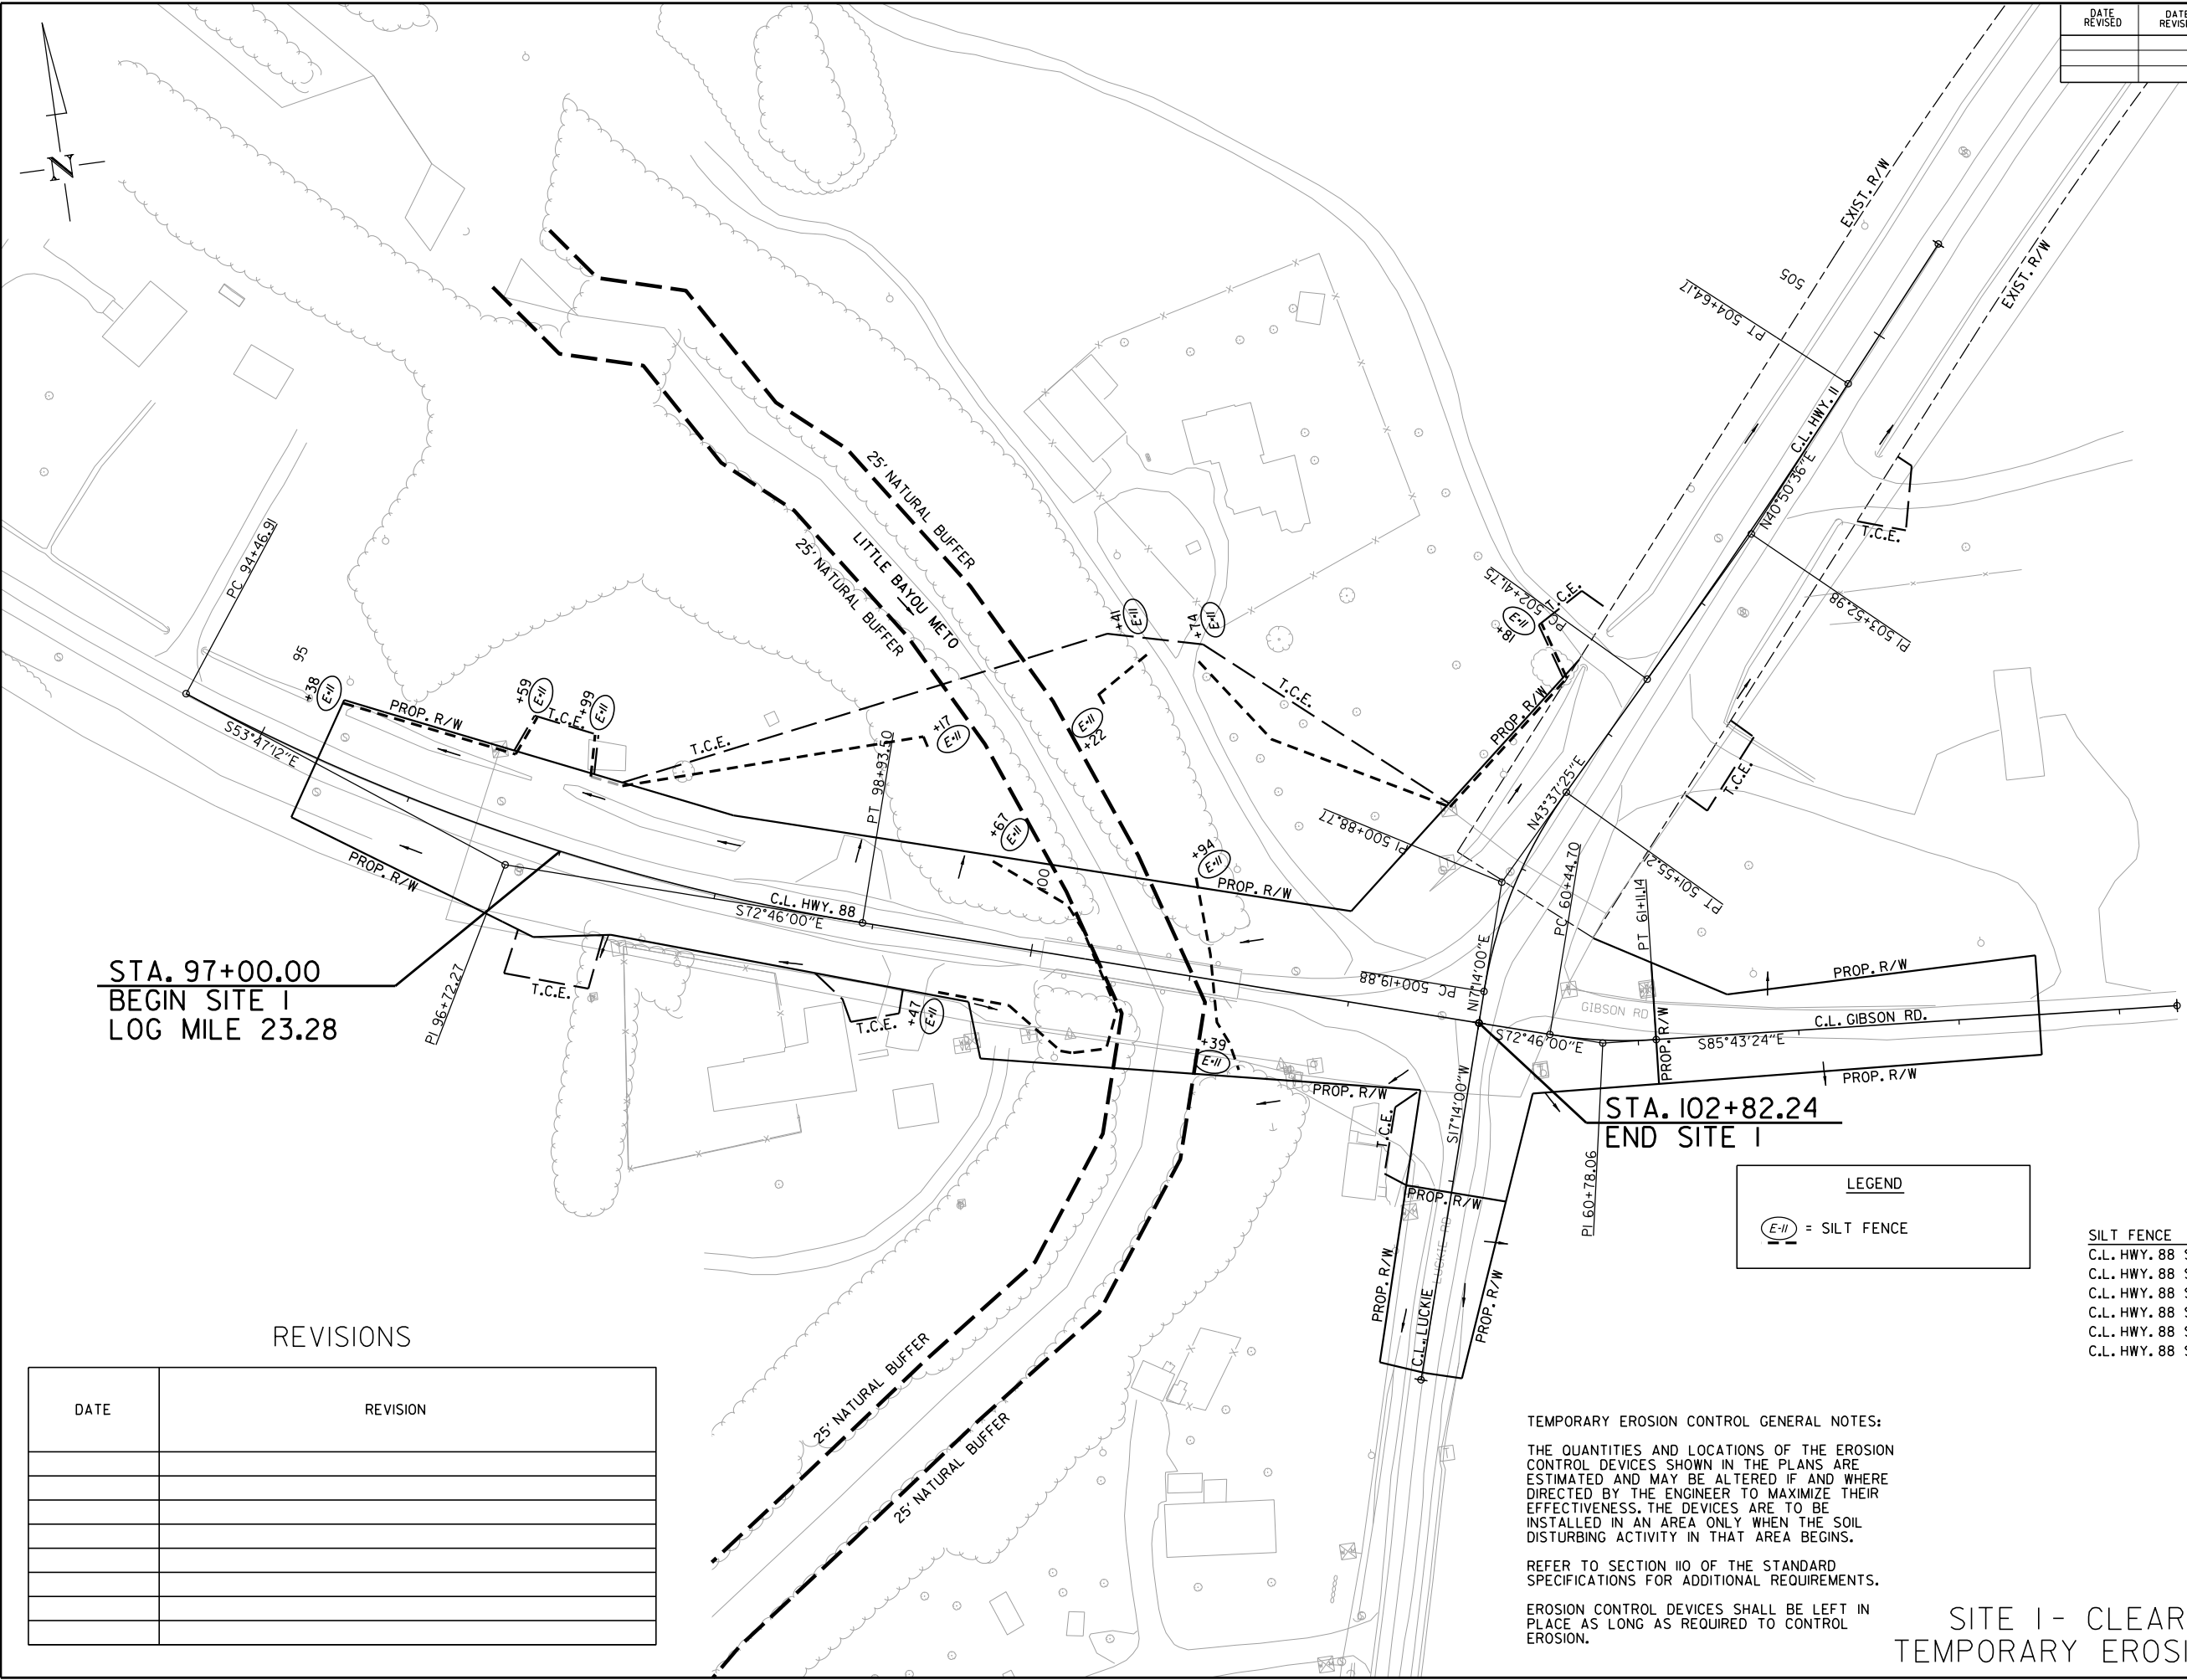 DATE REVISED
N
EXIST. R/W
EXIST. R/W
505
PT 504+64.17
C.L. HWY. 11
N40°50'36"E
T.C.E.
PI 503+52.98
PC 502+41.75
T.C.E.
+81
E-11
25' NATURAL BUFFER
LITTLE BAYOU METO
25' NATURAL BUFFER
PC 94+46.91
95
+38
E-11
PROP. R/W
+59
E-11
T.C.E.
+99
E-11
S53°47'12"E
T.C.E.
+17
E-11
PT 98+93.50
+41
E-11
+74
E-11
E-11
+22
T.C.E.
PROP. R/W
N43°37'25"E
PI 500+88.77
PT 501+55.21
T.C.E.
+67
E-11
100
+94
E-11
PROP. R/W
PROP. R/W
C.L. HWY. 88
S72°46'00"E
PC 60+44.70
PT 61+11.14
PC 500+19.88
N17°14'00"E
PROP. R/W
GIBSON RD
C.L. GIBSON RD.
S72°46'00"E
S85°43'24"E
PROP. R/W
PROP. R/W
STA. 97+00.00
BEGIN SITE 1
LOG MILE 23.28
PI 96+72.27
T.C.E.
T.C.E.
+47
E-11
+39
E-11
PROP. R/W
T.C.E.
S17°14'00"W
STA. 102+82.24
END SITE 1
PI 60+78.06
PROP. R/W
PROP. R/W
PROP. R/W
LUCKIE RD
C.L. LUCKIE
LEGEND
E-11 = SILT FENCE
SILT FENCE
C.L. HWY. 88
C.L. HWY. 88
C.L. HWY. 88
C.L. HWY. 88
C.L. HWY. 88
C.L. HWY. 88
25' NATURAL BUFFER
25' NATURAL BUFFER
REVISIONS
DATE REVISION
TEMPORARY EROSION CONTROL GENERAL NOTES:
THE QUANTITIES AND LOCATIONS OF THE EROSION
CONTROL DEVICES SHOWN IN THE PLANS ARE
ESTIMATED AND MAY BE ALTERED IF AND WHERE
DIRECTED BY THE ENGINEER TO MAXIMIZE THEIR
EFFECTIVENESS. THE DEVICES ARE TO BE
INSTALLED IN AN AREA ONLY WHEN THE SOIL
DISTURBING ACTIVITY IN THAT AREA BEGINS.
REFER TO SECTION 110 OF THE STANDARD
SPECIFICATIONS FOR ADDITIONAL REQUIREMENTS.
EROSION CONTROL DEVICES SHALL BE LEFT IN
PLACE AS LONG AS REQUIRED TO CONTROL
EROSION.
SITE 1 - CLEAR
TEMPORARY EROSI